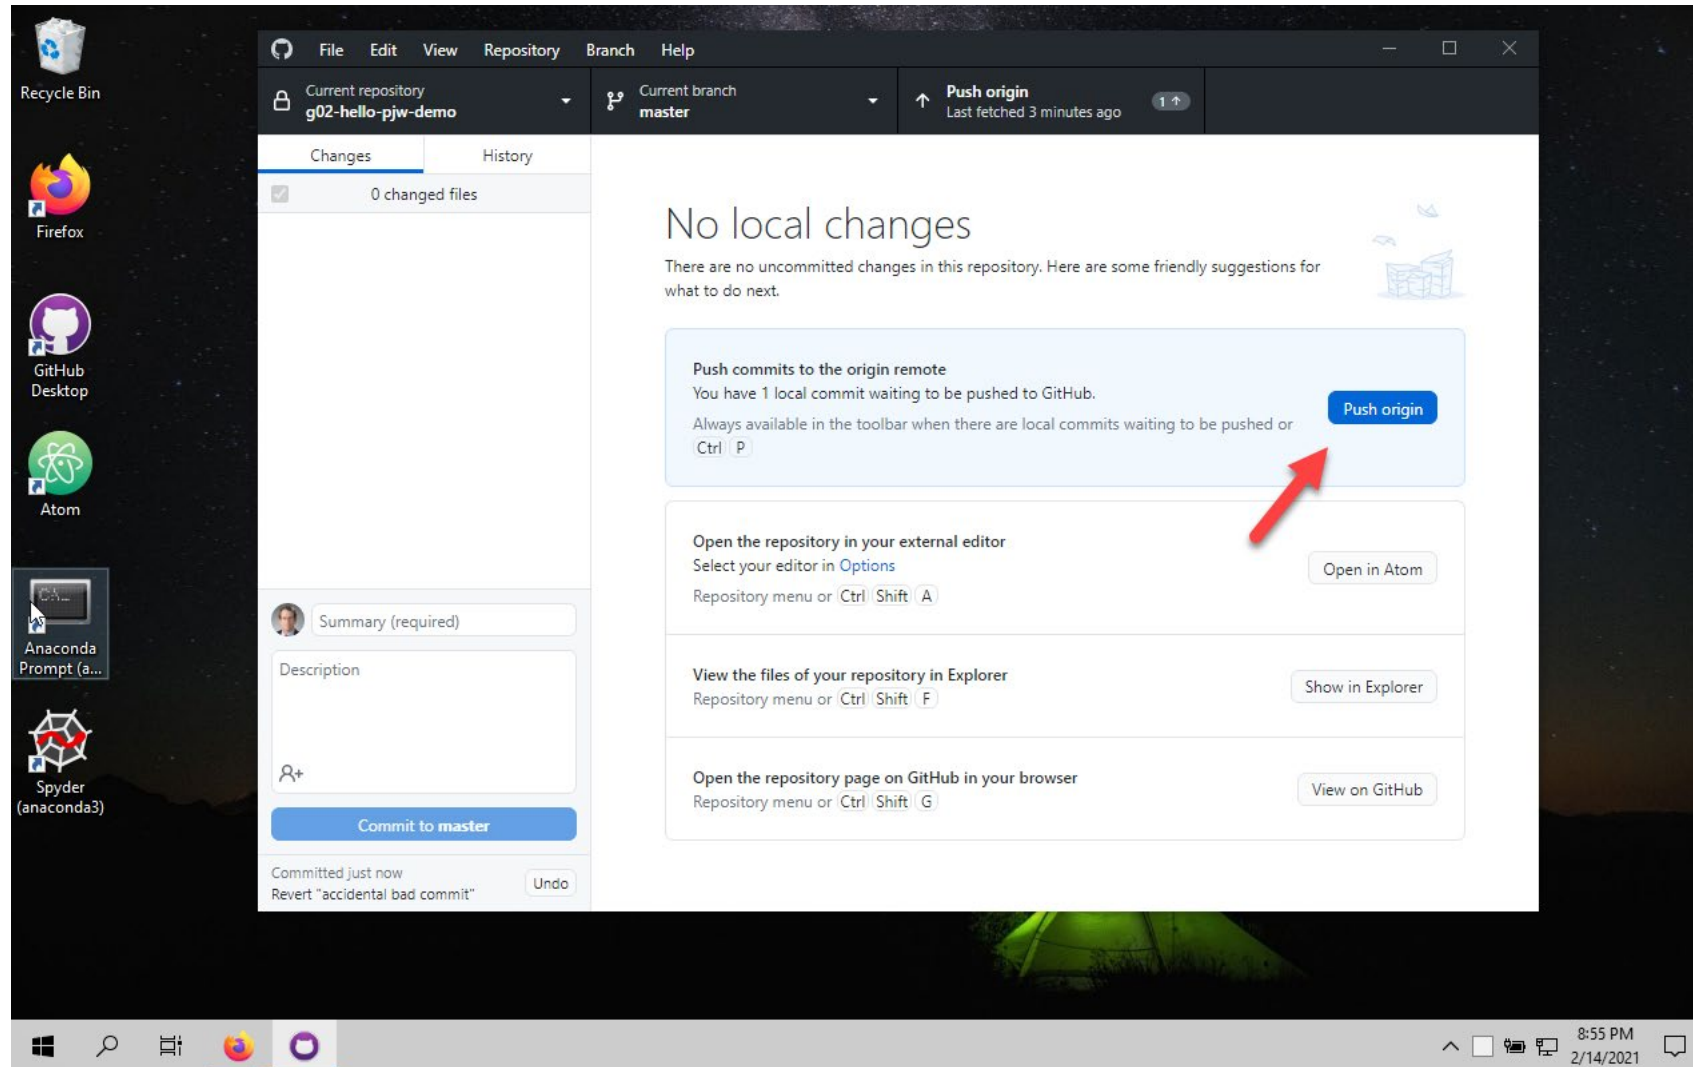 Recycle Bin
Firefox
GitHub
Desktop
Atom
Anaconda
Prompt (a...
Spyder
(anaconda3)
File Edit View Repository Branch Help
Current repository
g02-hello-pjw-demo
Current branch
master
Push origin
Last fetched 3 minutes ago
1
Changes History
0 changed files
No local changes
There are no uncommitted changes in this repository. Here are some friendly suggestions for
what to do next.
Push commits to the origin remote
You have 1 local commit waiting to be pushed to GitHub.
Always available in the toolbar when there are local commits waiting to be pushed or
Ctrl P
Push origin
Open the repository in your external editor
Select your editor in Options
Repository menu or Ctrl Shift A
Open in Atom
View the files of your repository in Explorer
Repository menu or Ctrl Shift F
Show in Explorer
Open the repository page on GitHub in your browser
Repository menu or Ctrl Shift G
View on GitHub
Summary (required)
Description
Commit to master
Committed just now
Revert "accidental bad commit"
Undo
8:55 PM
2/14/2021